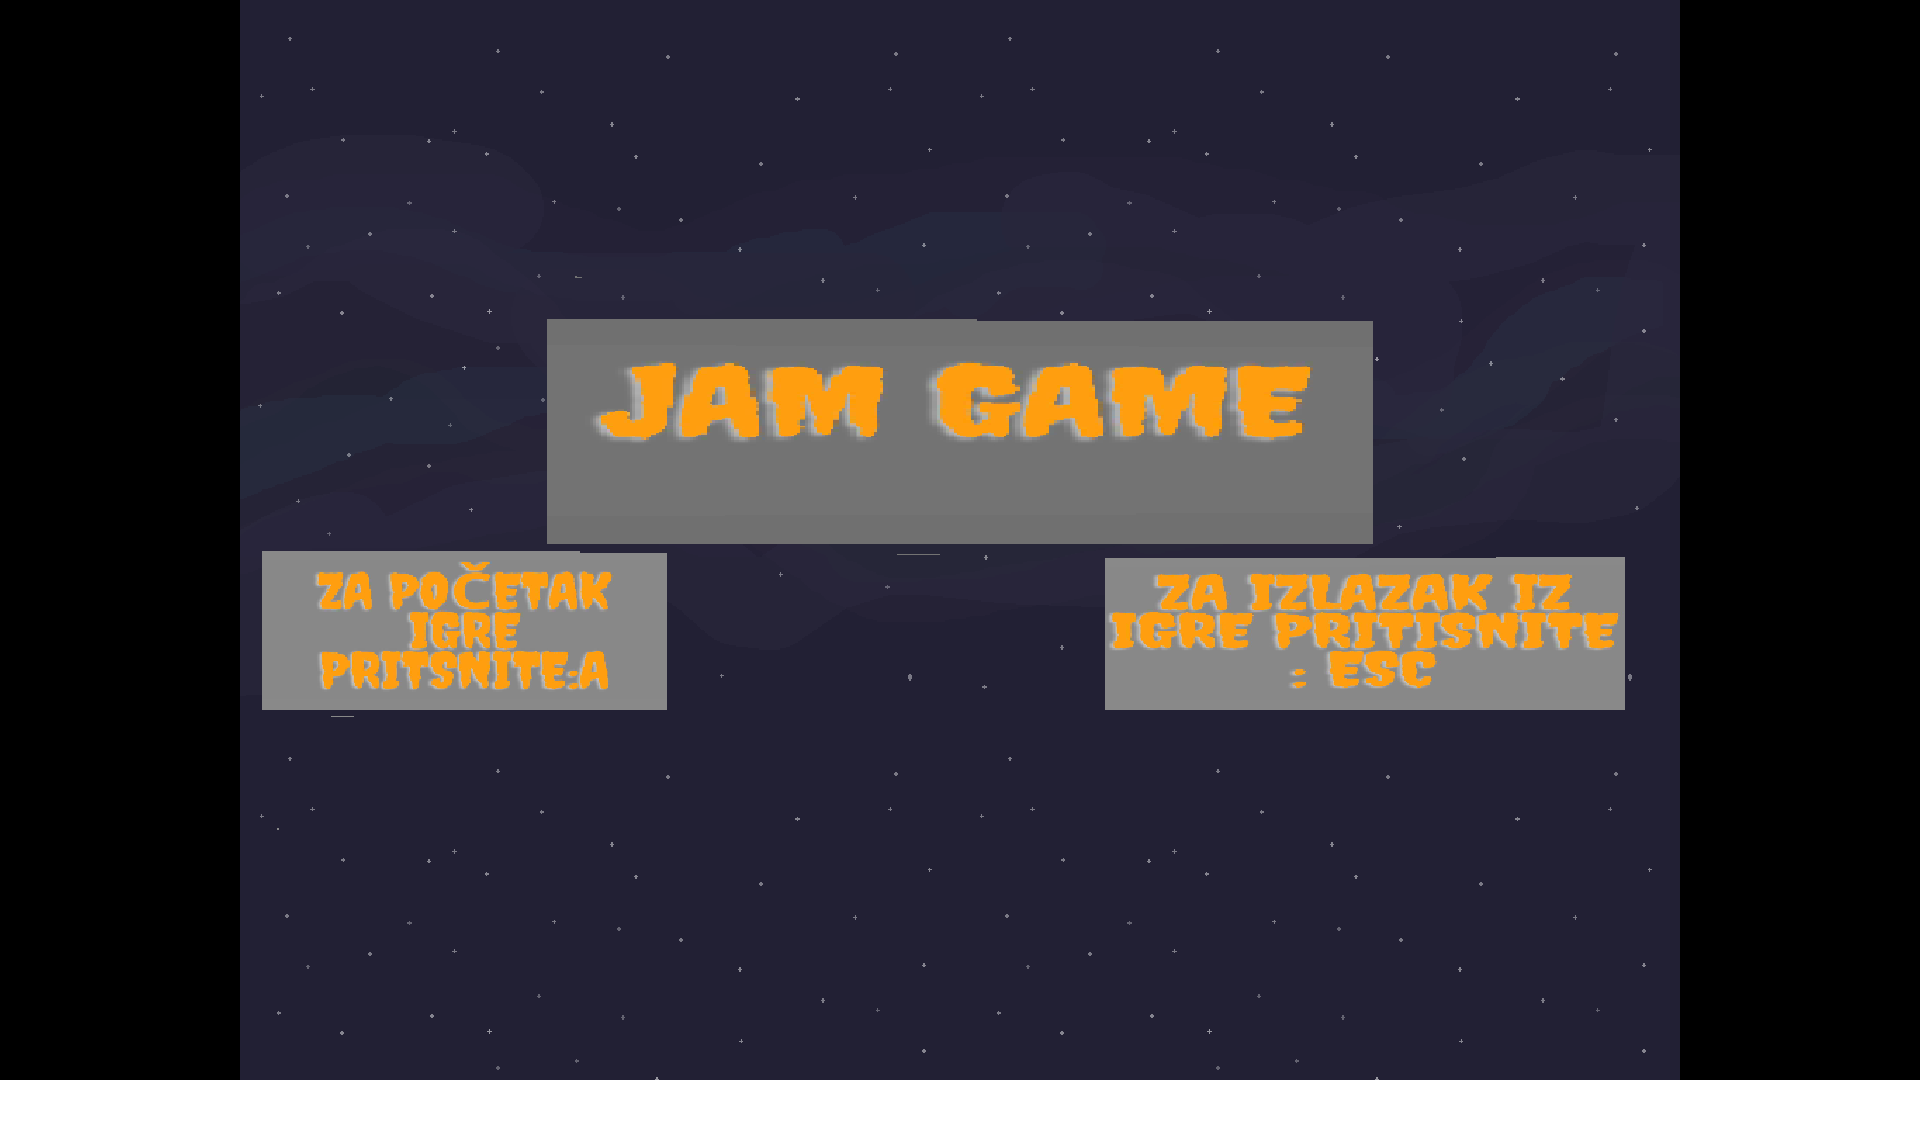 JAM GAME
ZA POČETAK
IGRE
PRITSNITE:A
ZA IZLAZAK IZ
IGRE PRITISNITE
: ESC